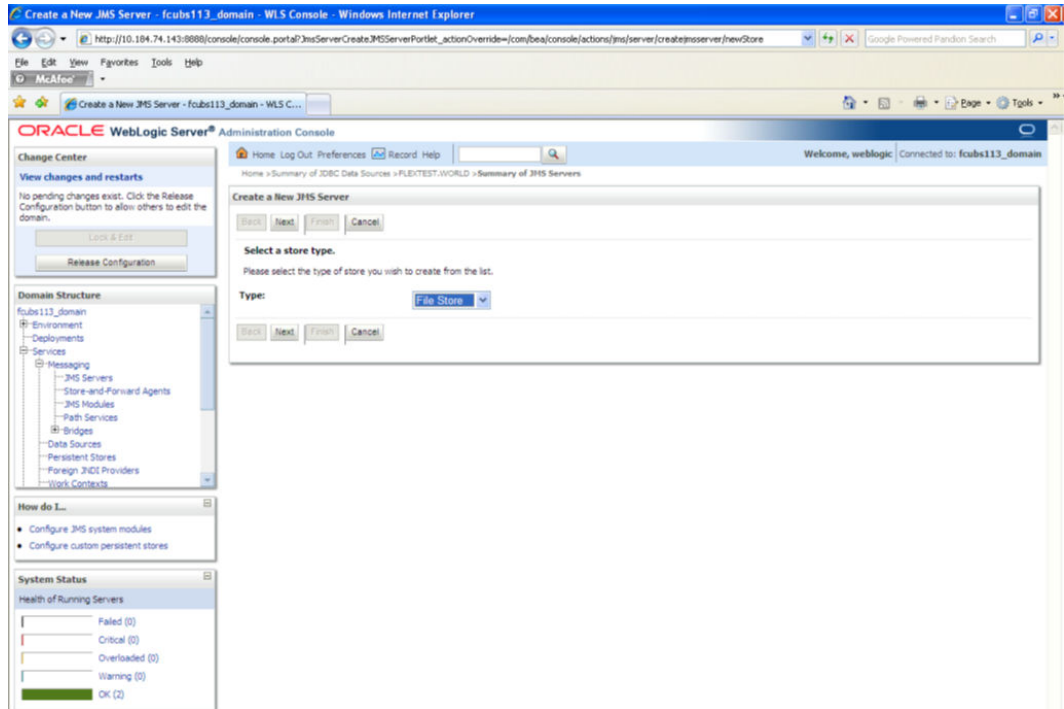 Create a New JMS Server - fcubs113_domain - WLS Console - Windows Internet Explorer
http://10.184.74.143:8888/console/console.portal?JmsServerCreateJMSServerPortlet_actionOverride=/com/bea/console/actions/jms/server/createjmsserver/newStore
Google Powered Pandion Search
File Edit View Favorites Tools Help
McAfee
Create a New JMS Server - fcubs113_domain - WLS C...
Page Tools
ORACLE WebLogic Server® Administration Console
Change Center
View changes and restarts
No pending changes exist. Click the Release
Configuration button to allow others to edit the
domain.
Lock & Edit
Release Configuration
Domain Structure
fcubs113_domain
Environment
Deployments
Services
Messaging
JMS Servers
Store-and-Forward Agents
JMS Modules
Path Services
Bridges
Data Sources
Persistent Stores
Foreign JNDI Providers
Work Contexts
How do I...
Configure JMS system modules
Configure custom persistent stores
System Status
Health of Running Servers
Failed (0)
Critical (0)
Overloaded (0)
Warning (0)
OK (2)
Home Log Out Preferences Record Help
Welcome, weblogic Connected to: fcubs113_domain
Home >Summary of JDBC Data Sources >FLEXTEST.WORLD >Summary of JMS Servers
Create a New JMS Server
Back Next Finish Cancel
Select a store type.
Please select the type of store you wish to create from the list.
Type: File Store
Back Next Finish Cancel